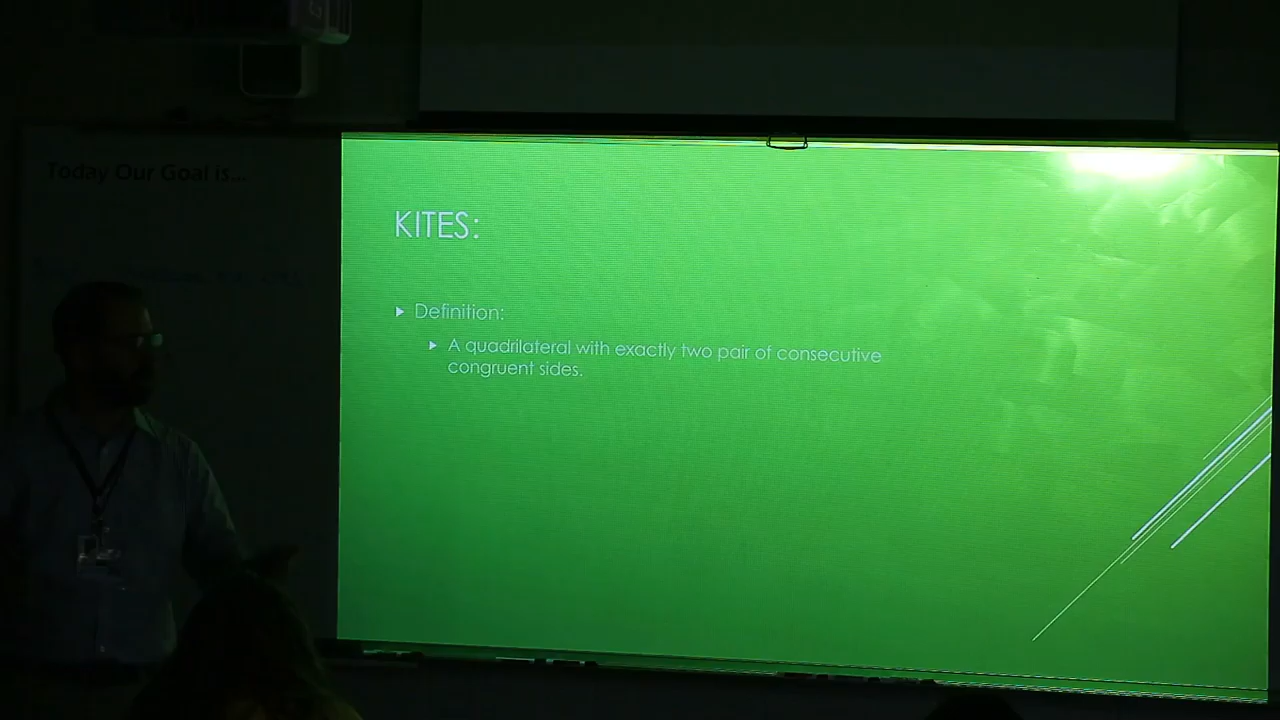 Today Our Goal is...
KITES:
Definition:
A quadrilateral with exactly two pair of consecutive
congruent sides.